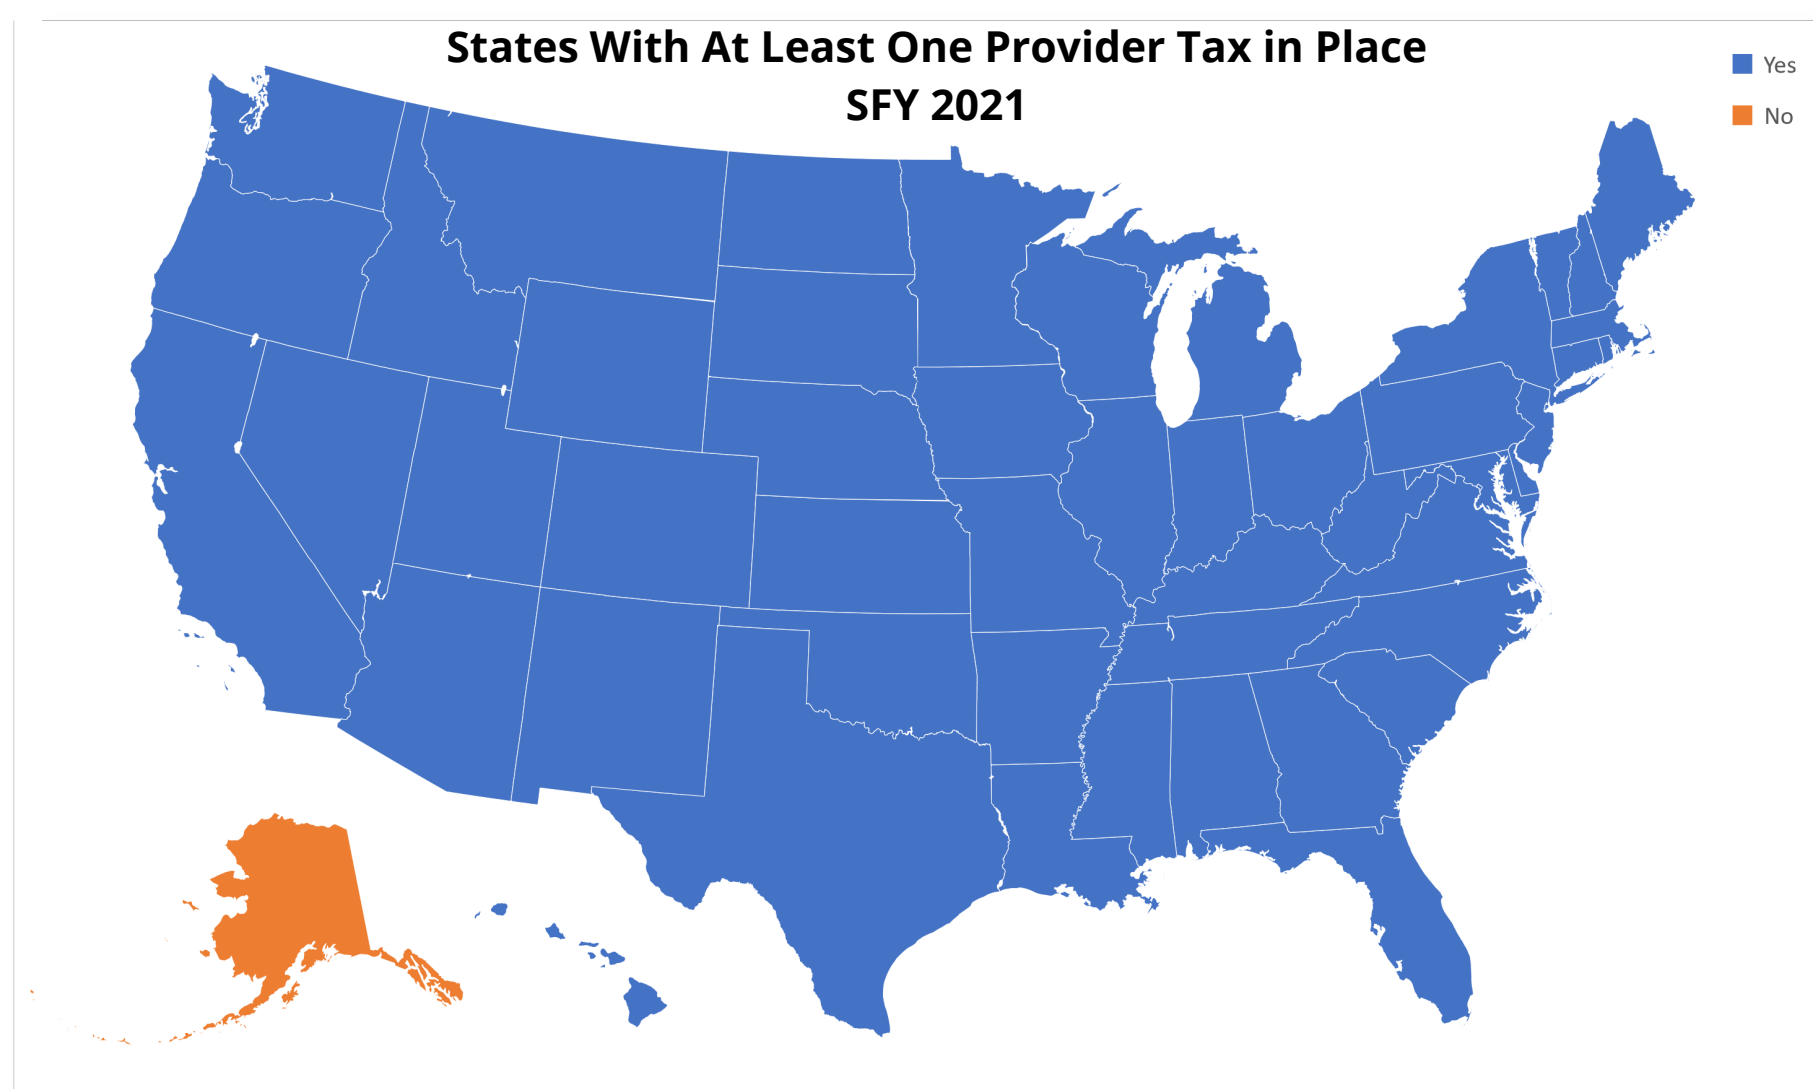 States With At Least One Provider Tax in Place
SFY 2021
Yes
No